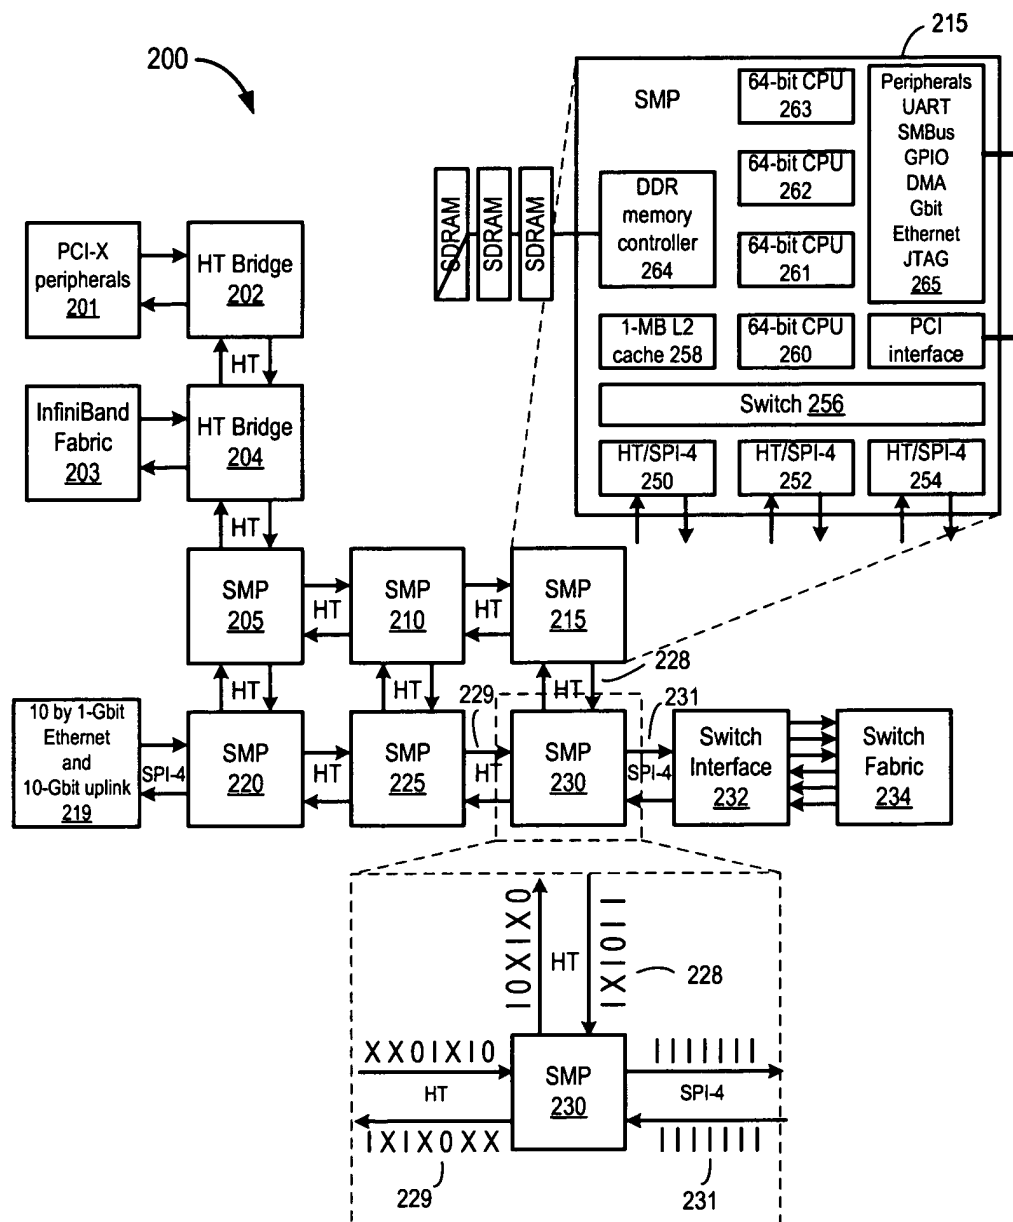 200
215
SMP
64-bit CPU
263
64-bit CPU
262
64-bit CPU
261
64-bit CPU
260
Peripherals
UART
SMBus
GPIO
DMA
Gbit
Ethernet
JTAG
265
SDRAM
SDRAM
SDRAM
DDR
memory
controller
264
1-MB L2
cache 258
PCI
interface
Switch 256
HT/SPI-4
250
HT/SPI-4
252
HT/SPI-4
254
PCI-X
peripherals
201
HT Bridge
202
HT
InfiniBand
Fabric
203
HT Bridge
204
HT
SMP
205
HT
SMP
210
HT
SMP
215
HT
HT
HT
228
10 by 1-Gbit
Ethernet
and
10-Gbit uplink
219
SPI-4
SMP
220
HT
SMP
225
229
HT
SMP
230
231
SPI-4
Switch
Interface
232
Switch
Fabric
234
I0XIX0
HT
IXI0II
228
XX0IXI0
HT
IXIX0XX
229
SMP
230
IIIIIII
SPI-4
IIIIIII
231